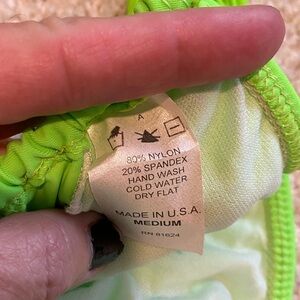 A
80% NYLON
20% SPANDEX
HAND WASH
COLD WATER
DRY FLAT
MADE IN U.S.A.
MEDIUM
RN 81624